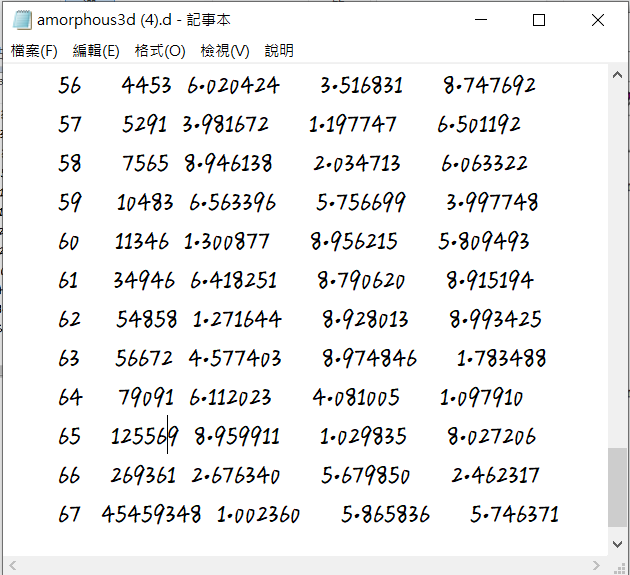 amorphous3d (4).d - 記事本
檔案(F) 編輯(E) 格式(O) 檢視(V) 說明
56 4453 6.020424 3.516831 8.747692
57 5291 3.981672 1.197747 6.501192
58 7565 8.946138 2.034713 6.063322
59 10483 6.563396 5.756699 3.997748
60 11346 1.300877 8.956215 5.809493
61 34946 6.418251 8.790620 8.915194
62 54858 1.271644 8.928013 8.993425
63 56672 4.577403 8.974846 1.783488
64 79091 6.112023 4.081005 1.097910
65 125569 8.959911 1.029835 8.027206
66 269361 2.676340 5.679850 2.462317
67 45459348 1.002360 5.865836 5.746371